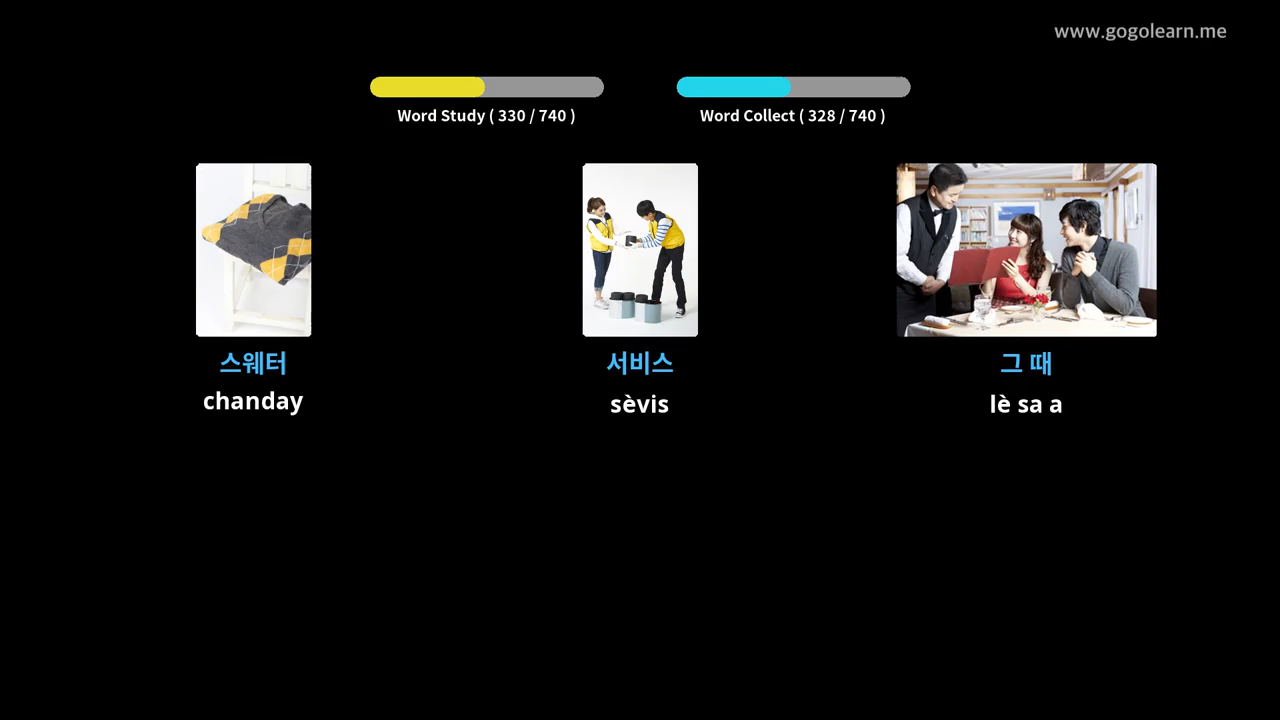 www.gogolearn.me
Word Study ( 330 / 740 )
Word Collect ( 328 / 740 )
스웨터
서비스
그 때
chanday
sèvis
lè sa a